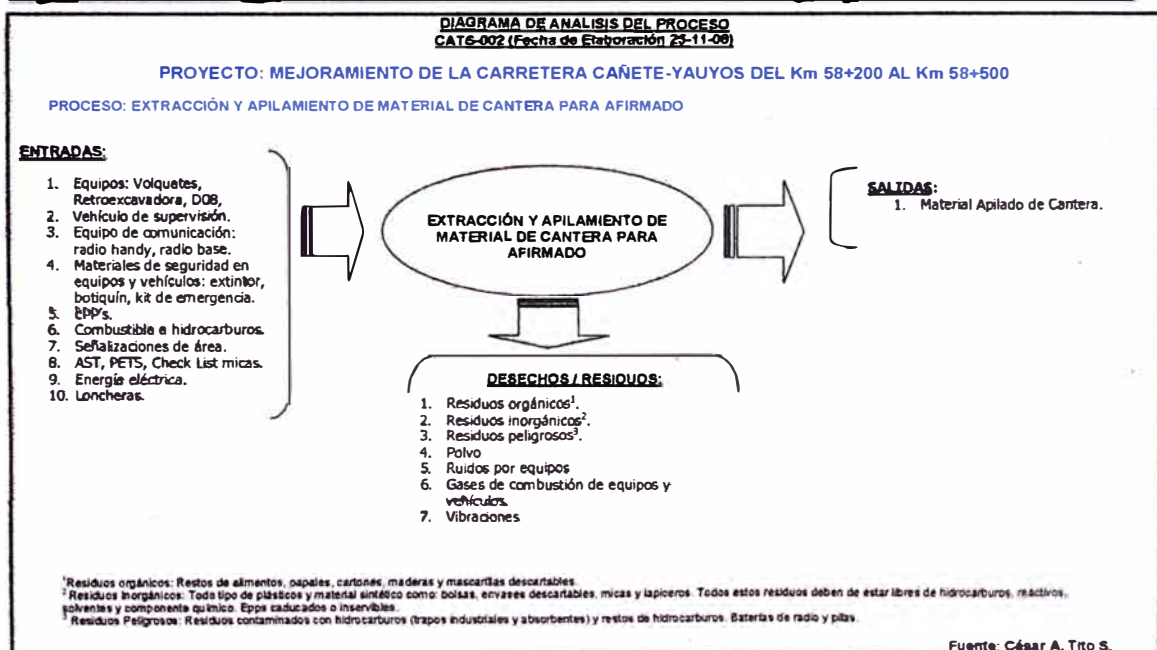 DIAGRAMA DE ANALISIS DEL PROCESO
CATS-002 (Fecha de Elaboración 25-11-08)
PROYECTO: MEJORAMIENTO DE LA CARRETERA CAÑETE-YAUYOS DEL Km 58+200 AL Km 58+500
PROCESO: EXTRACCIÓN Y APILAMIENTO DE MATERIAL DE CANTERA PARA AFIRMADO
ENTRADAS:
1. Equipos: Volquetes,
Retroexcavadora, D08,
2. Vehículo de supervisión.
3. Equipo de comunicación:
radio handy, radio base.
4. Materiales de seguridad en
equipos y vehículos: extintor,
botiquín, kit de emergencia.
5. EPP's.
6. Combustible e hidrocarburos.
7. Señalizaciones de área.
8. AST, PETS, Check List micas.
9. Energía eléctrica.
10. Loncheras.
EXTRACCIÓN Y APILAMIENTO DE
MATERIAL DE CANTERA PARA
AFIRMADO
SALIDAS:
1. Material Apilado de Cantera.
DESECHOS / RESIDUOS:
1. Residuos orgánicos¹.
2. Residuos inorgánicos².
3. Residuos peligrosos³.
4. Polvo
5. Ruidos por equipos
6. Gases de combustión de equipos y
vehículos.
7. Vibraciones
¹Residuos orgánicos: Restos de alimentos, papales, cartones, maderas y mascarillas descartables.
² Residuos Inorgánicos: Todo tipo de plásticos y material sintético como: bolsas, envases descartables, micas y lapiceros. Todos estos residuos deben de estar libres de hidrocarburos, reactivos,
solventes y componente químico. Epps caducados o inservibles.
³ Residuos Peligrosos: Residuos contaminados con hidrocarburos (trapos industriales y absorbentes) y restos de hidrocarburos. Baterías de radio y pilas.
Fuente: César A. Tito S.